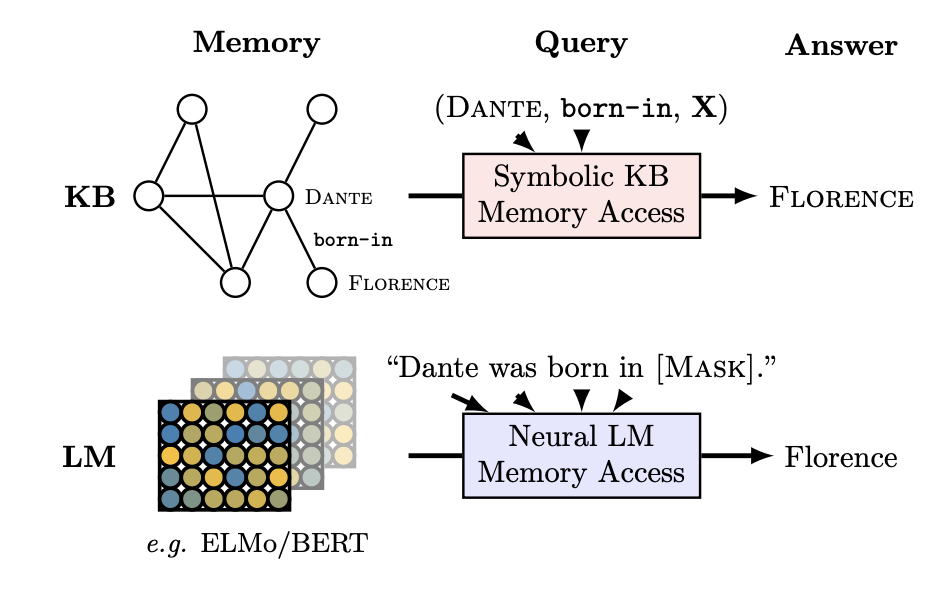 Memory
Query
Answer
(Dante, born-in, X)
KB
Dante
born-in
Florence
Symbolic KB
Memory Access
Florence
“Dante was born in [Mask].”
LM
Neural LM
Memory Access
Florence
e.g. ELMo/BERT